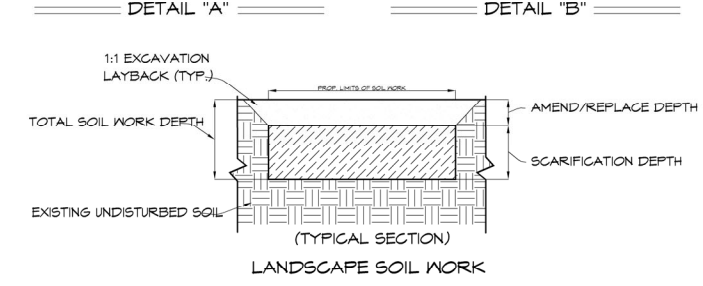 DETAIL "A"
DETAIL "B"
1:1 EXCAVATION
LAYBACK (TYP.)
PROP. LIMITS OF SOIL WORK
TOTAL SOIL WORK DEPTH
AMEND/REPLACE DEPTH
SCARIFICATION DEPTH
EXISTING UNDISTURBED SOIL
(TYPICAL SECTION)
LANDSCAPE SOIL WORK